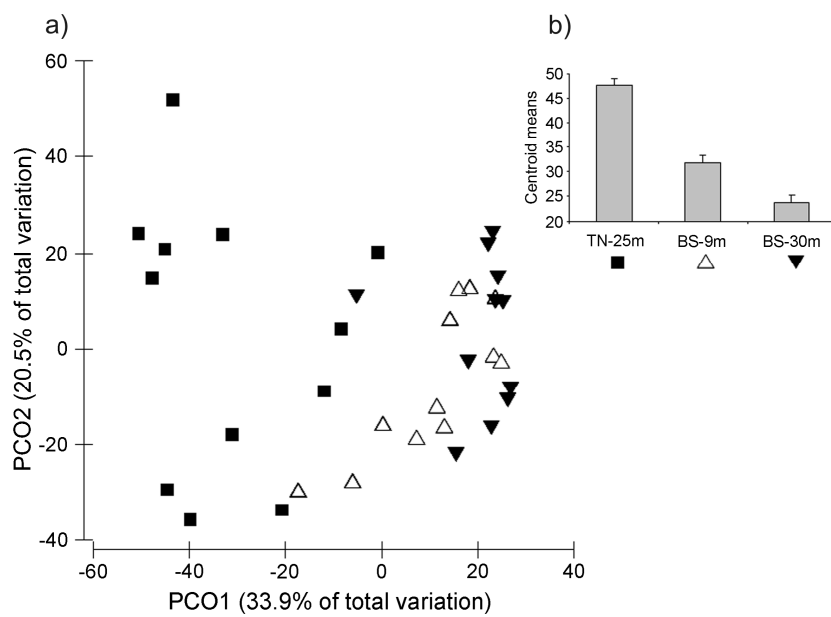 a)
60
40
20
0
-20
-40
PCO2 (20.5% of total variation)
-60
-40
-20
0
20
40
PCO1 (33.9% of total variation)
b)
50
45
40
35
30
25
20
Centroid means
TN-25m
BS-9m
BS-30m